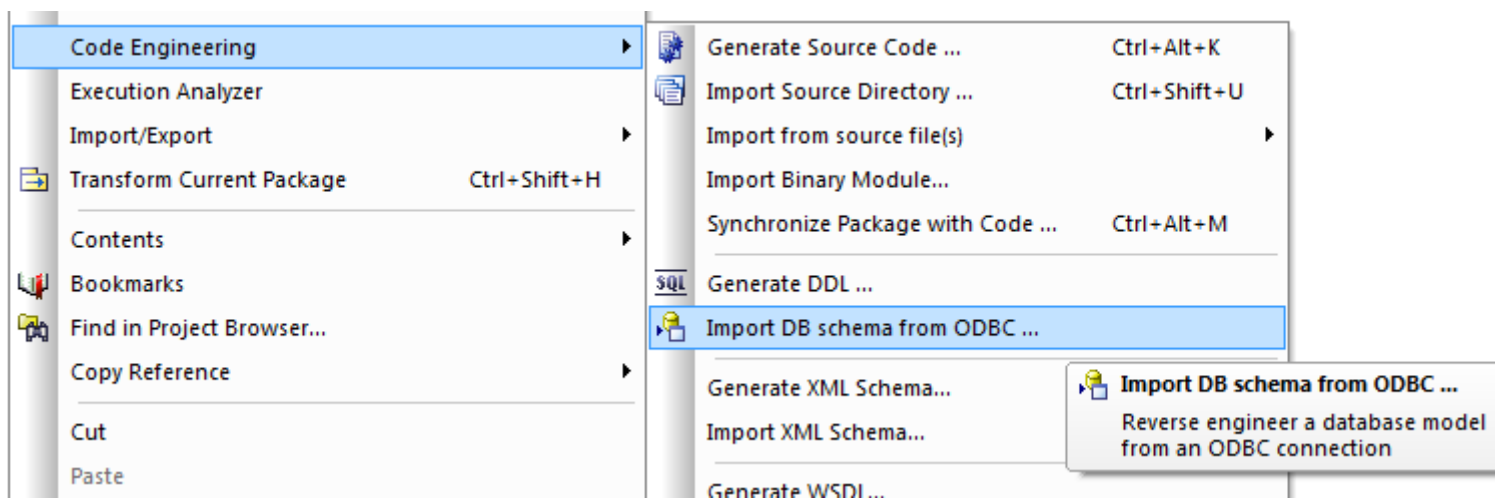 Code Engineering
Execution Analyzer
Import/Export
Transform Current Package Ctrl+Shift+H
Contents
Bookmarks
Find in Project Browser...
Copy Reference
Cut
Paste
Generate Source Code ... Ctrl+Alt+K
Import Source Directory ... Ctrl+Shift+U
Import from source file(s)
Import Binary Module...
Synchronize Package with Code ... Ctrl+Alt+M
SQL Generate DDL ...
Import DB schema from ODBC ...
Generate XML Schema...
Import XML Schema...
Generate WSDL...
Import DB schema from ODBC ...
Reverse engineer a database model
from an ODBC connection